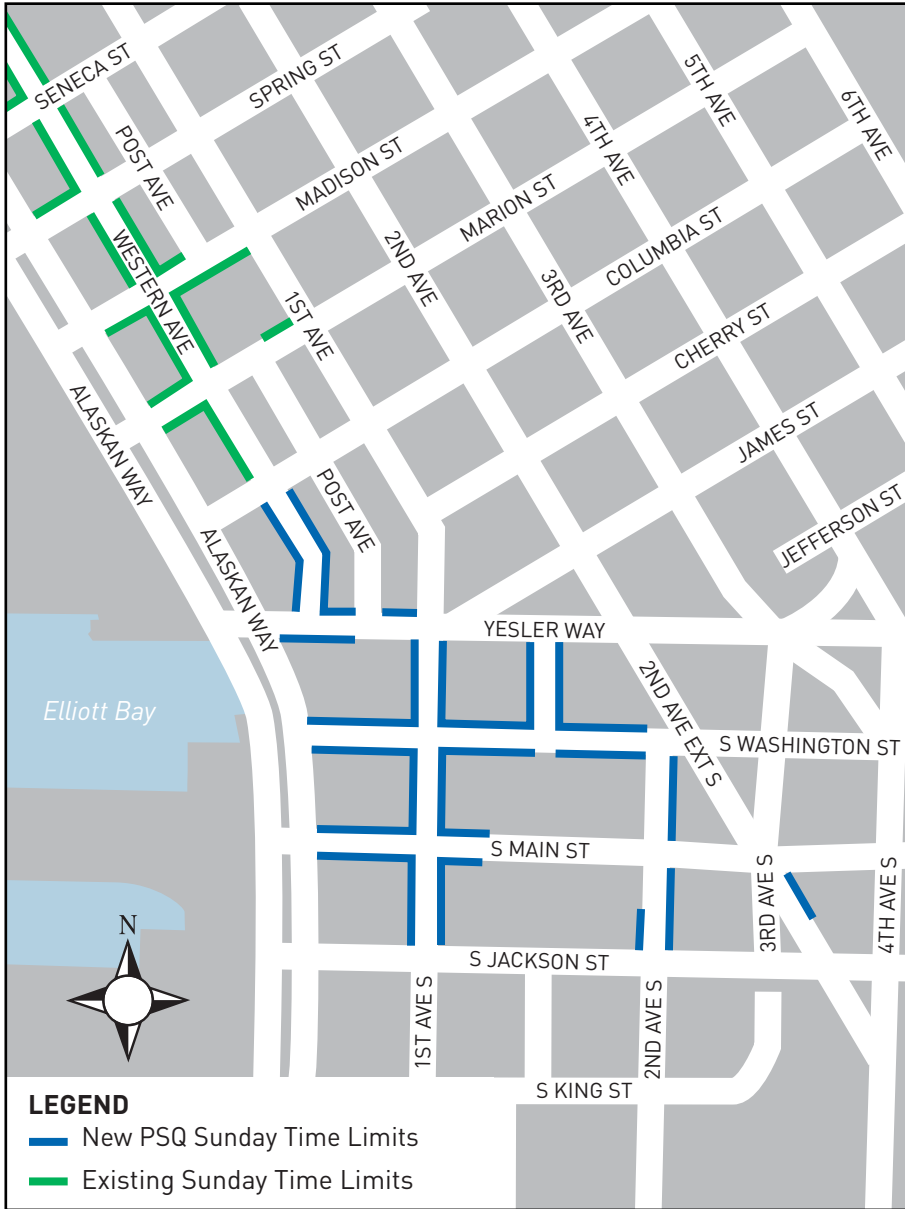 SENECA ST
SPRING ST
5TH AVE
6TH AVE
POST AVE
4TH AVE
MADISON ST
MARION ST
COLUMBIA ST
WESTERN AVE
2ND AVE
3RD AVE
1ST AVE
CHERRY ST
ALASKAN WAY
JAMES ST
POST AVE
JEFFERSON ST
ALASKAN WAY
YESLER WAY
2ND AVE EXT S
Elliott Bay
S WASHINGTON ST
S MAIN ST
3RD AVE S
4TH AVE S
N
S JACKSON ST
1ST AVE S
2ND AVE S
S KING ST
LEGEND
New PSQ Sunday Time Limits
Existing Sunday Time Limits